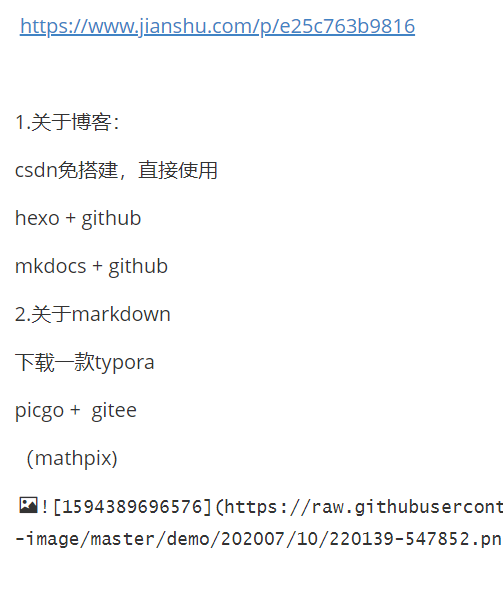 https://www.jianshu.com/p/e25c763b9816
1.关于博客：
csdn免搭建，直接使用
hexo + github
mkdocs + github
2.关于markdown
下载一款typora
picgo +  gitee
（mathpix)
![1594389696576](https://raw.githubusercont
-image/master/demo/202007/10/220139-547852.pn